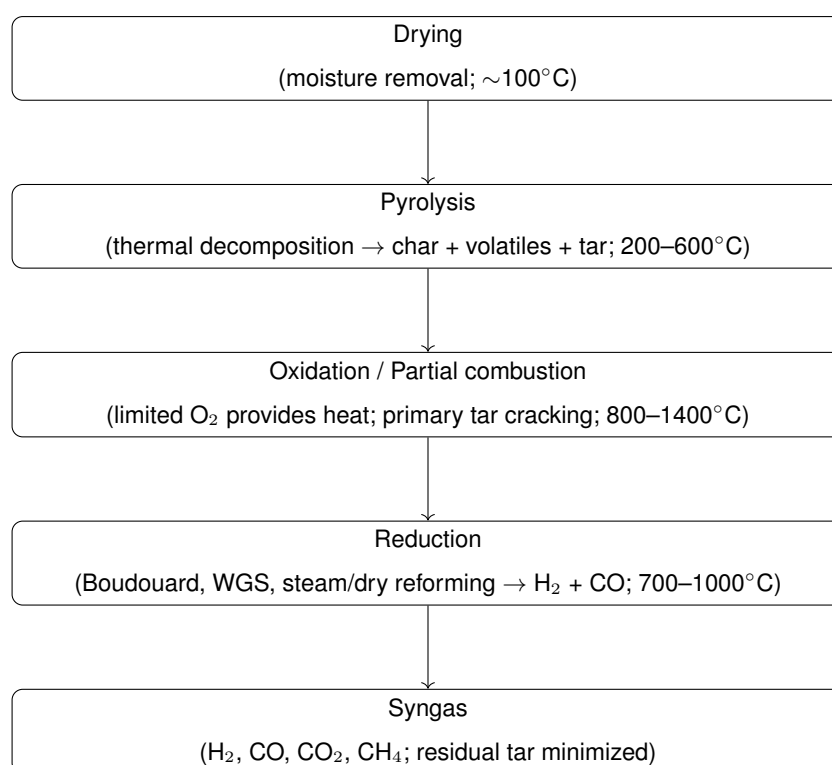 Drying
(moisture removal; ∼100°C)
Pyrolysis
(thermal decomposition → char + volatiles + tar; 200–600°C)
Oxidation / Partial combustion
(limited O₂ provides heat; primary tar cracking; 800–1400°C)
Reduction
(Boudouard, WGS, steam/dry reforming → H₂ + CO; 700–1000°C)
Syngas
(H₂, CO, CO₂, CH₄; residual tar minimized)